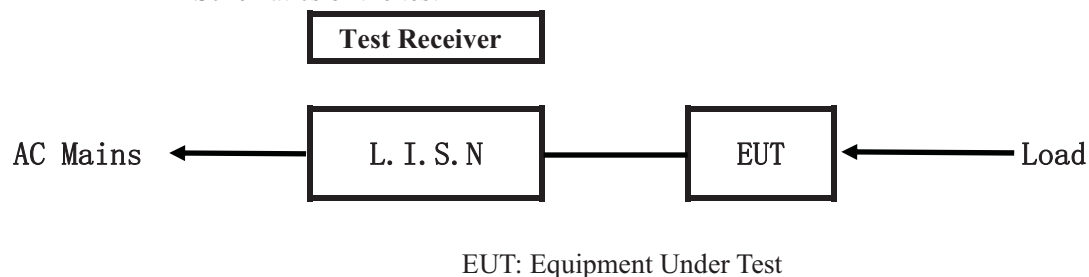 Test Receiver
AC Mains L. I. S. N EUT Load
EUT: Equipment Under Test